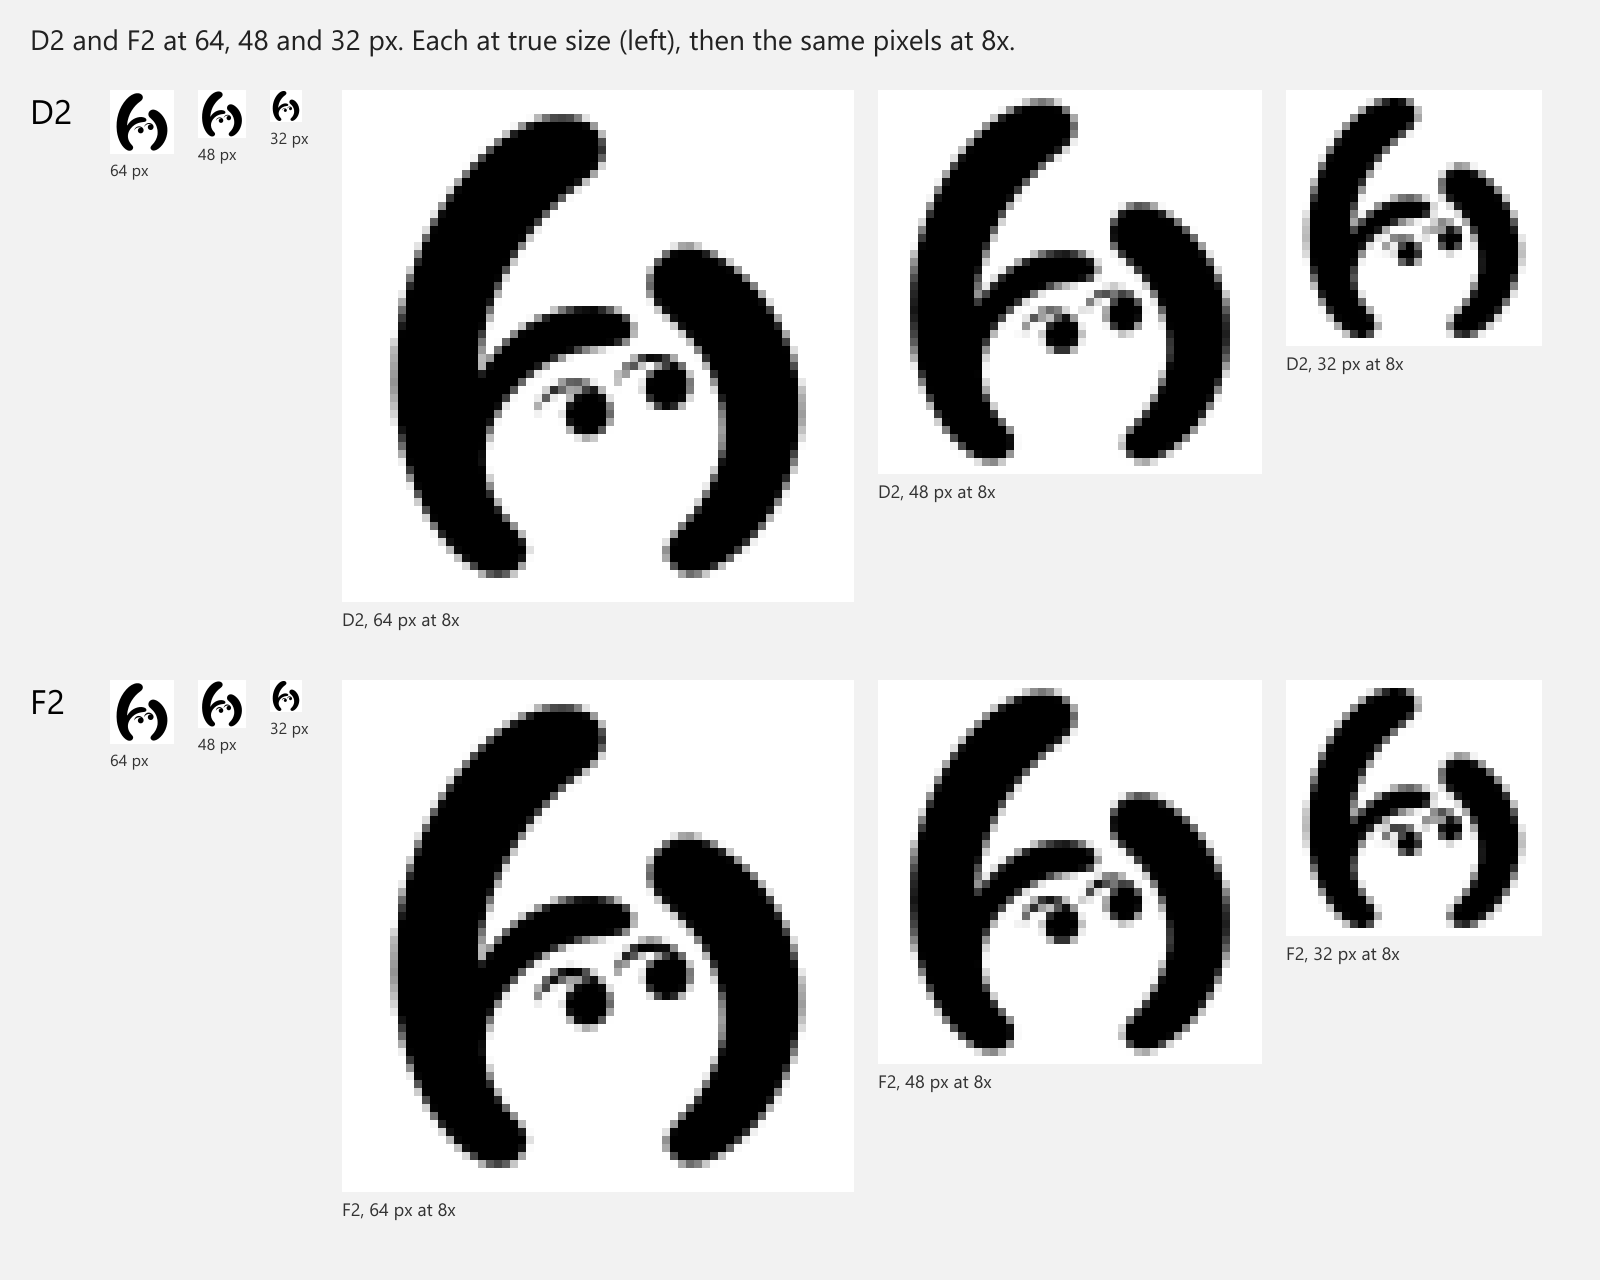 D2 and F2 at 64, 48 and 32 px. Each at true size (left), then the same pixels at 8x.
D2
64 px
48 px
32 px
D2, 64 px at 8x
D2, 48 px at 8x
D2, 32 px at 8x
F2
64 px
48 px
32 px
F2, 64 px at 8x
F2, 48 px at 8x
F2, 32 px at 8x